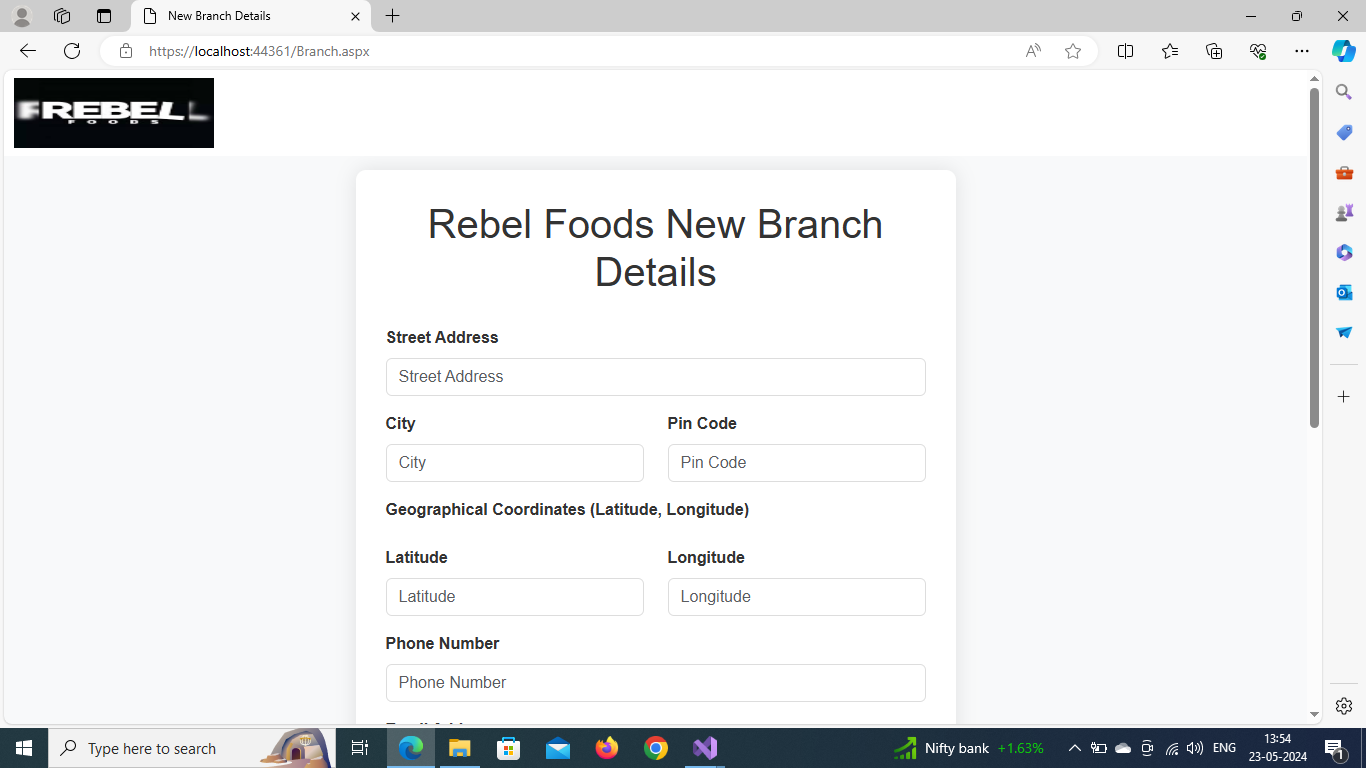 New Branch Details
https://localhost:44361/Branch.aspx
REBEL
FOODS
Rebel Foods New Branch
Details
Street Address
Street Address
City
Pin Code
City
Pin Code
Geographical Coordinates (Latitude, Longitude)
Latitude
Longitude
Latitude
Longitude
Phone Number
Phone Number
Type here to search
Nifty bank +1.63%
ENG
13:54
23-05-2024
1